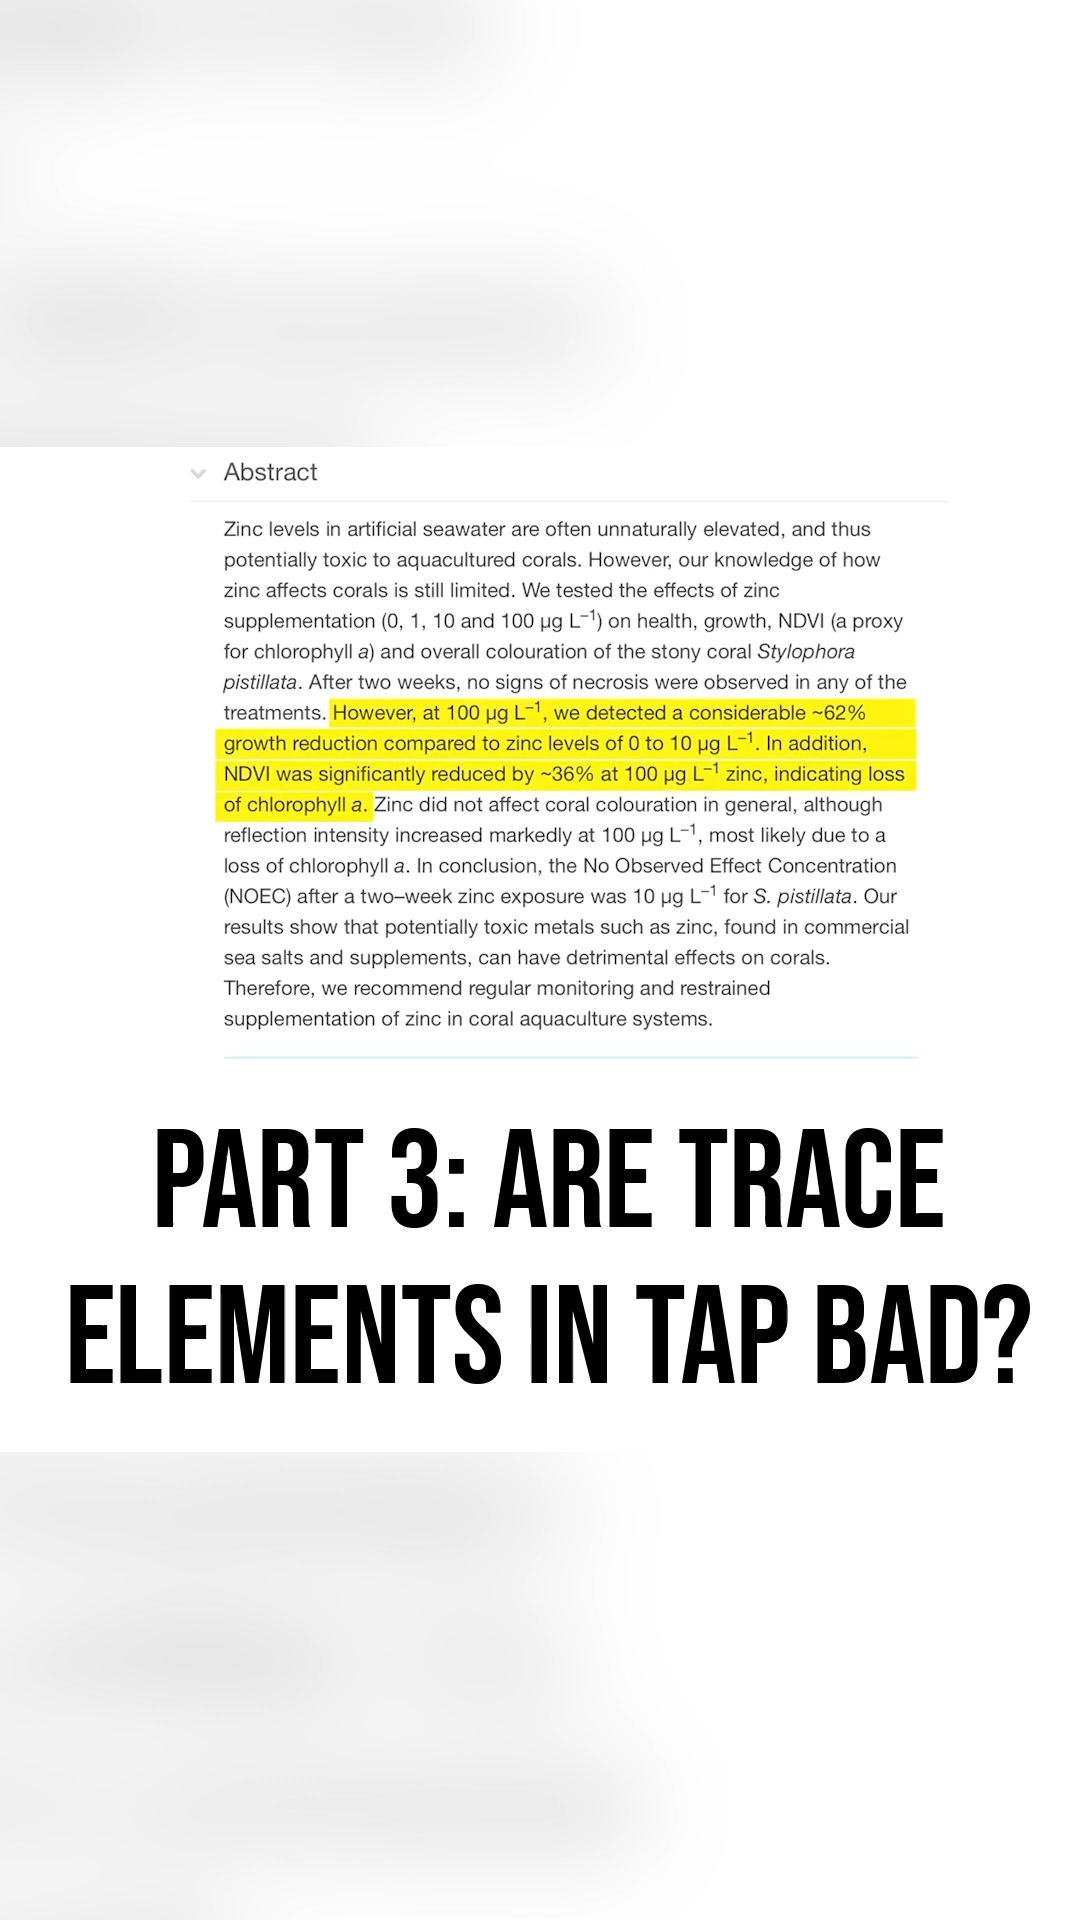 Abstract
Zinc levels in artificial seawater are often unnaturally elevated, and thus
potentially toxic to aquacultured corals. However, our knowledge of how
zinc affects corals is still limited. We tested the effects of zinc
supplementation (0, 1, 10 and 100 µg L⁻¹) on health, growth, NDVI (a proxy
for chlorophyll a) and overall colouration of the stony coral Stylophora
pistillata. After two weeks, no signs of necrosis were observed in any of the
treatments. However, at 100 µg L⁻¹, we detected a considerable ~62%
growth reduction compared to zinc levels of 0 to 10 µg L⁻¹. In addition,
NDVI was significantly reduced by ~36% at 100 µg L⁻¹ zinc, indicating loss
of chlorophyll a. Zinc did not affect coral colouration in general, although
reflection intensity increased markedly at 100 µg L⁻¹, most likely due to a
loss of chlorophyll a. In conclusion, the No Observed Effect Concentration
(NOEC) after a two–week zinc exposure was 10 µg L⁻¹ for S. pistillata. Our
results show that potentially toxic metals such as zinc, found in commercial
sea salts and supplements, can have detrimental effects on corals.
Therefore, we recommend regular monitoring and restrained
supplementation of zinc in coral aquaculture systems.
PART 3: ARE TRACE
ELEMENTS IN TAP BAD?